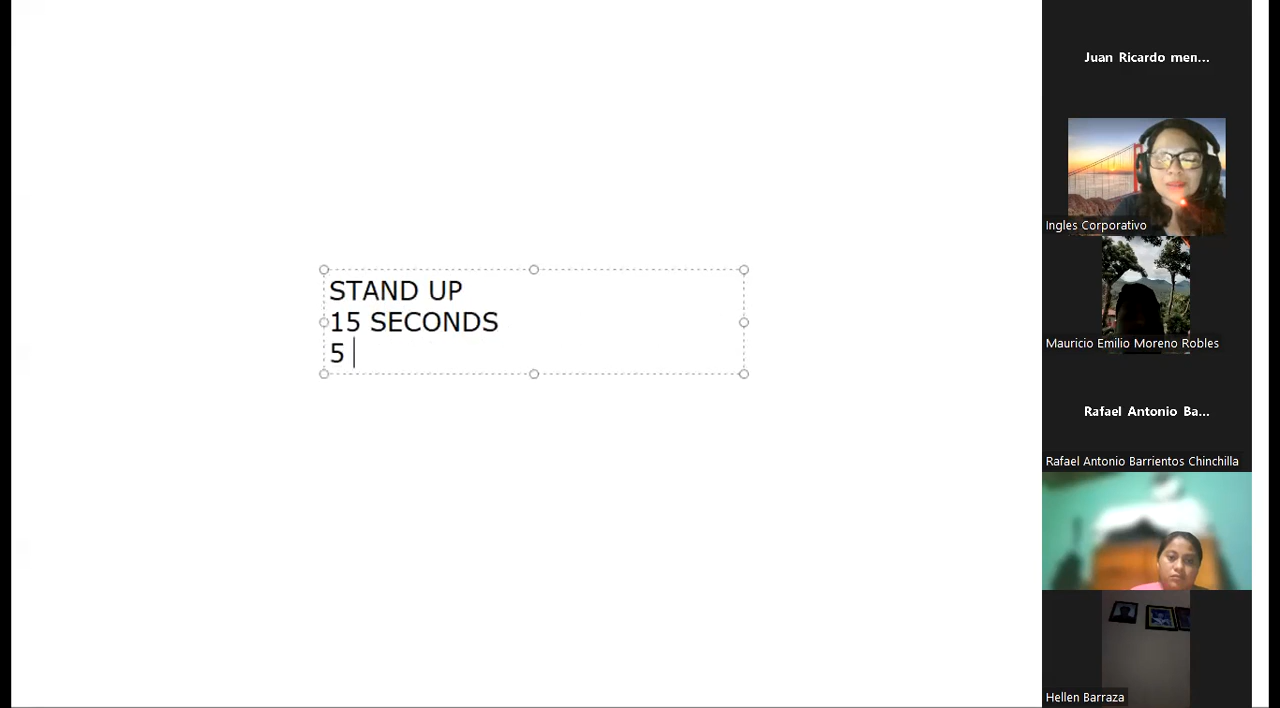 STAND UP
15 SECONDS
5
Juan Ricardo men...
Ingles Corporativo
Mauricio Emilio Moreno Robles
Rafael Antonio Ba...
Rafael Antonio Barrientos Chinchilla
Hellen Barraza